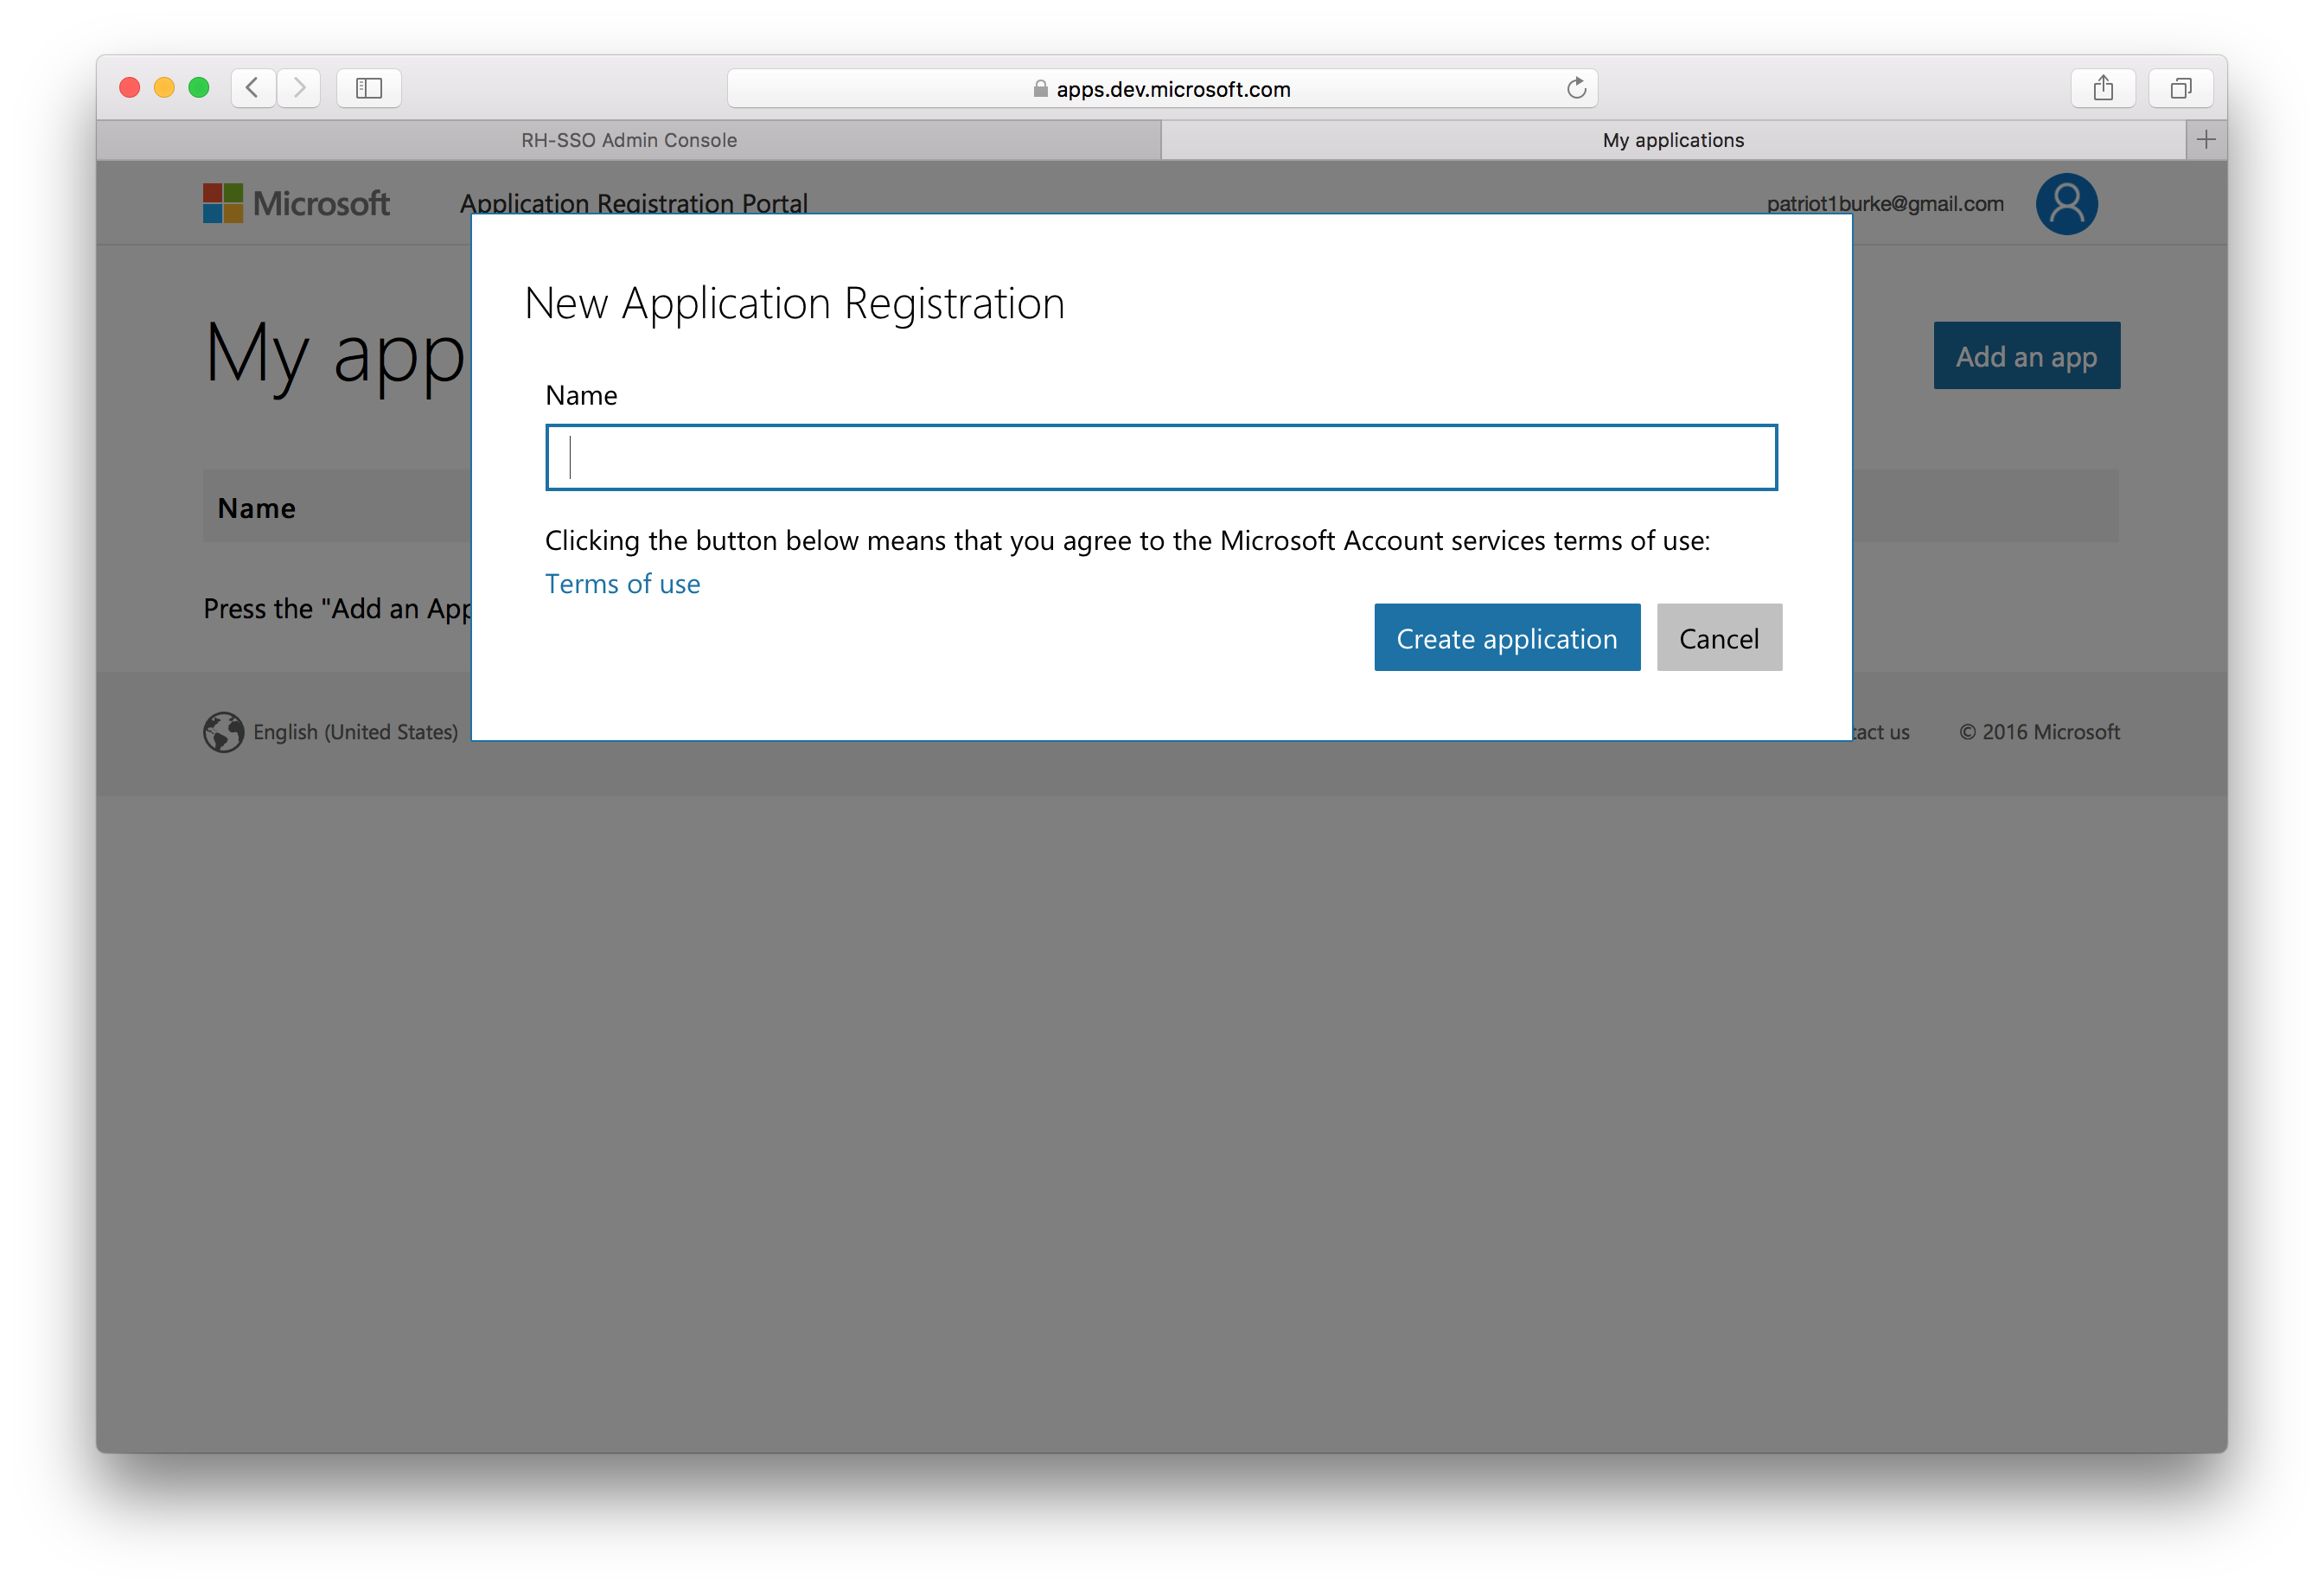 apps.dev.microsoft.com
RH-SSO Admin Console
My applications
Microsoft
Application Registration Portal
patriot1burke@gmail.com
New Application Registration
My app
Add an app
Name
Name
Clicking the button below means that you agree to the Microsoft Account services terms of use:
Terms of use
Press the "Add an App
Create application
Cancel
English (United States)
tact us
© 2016 Microsoft